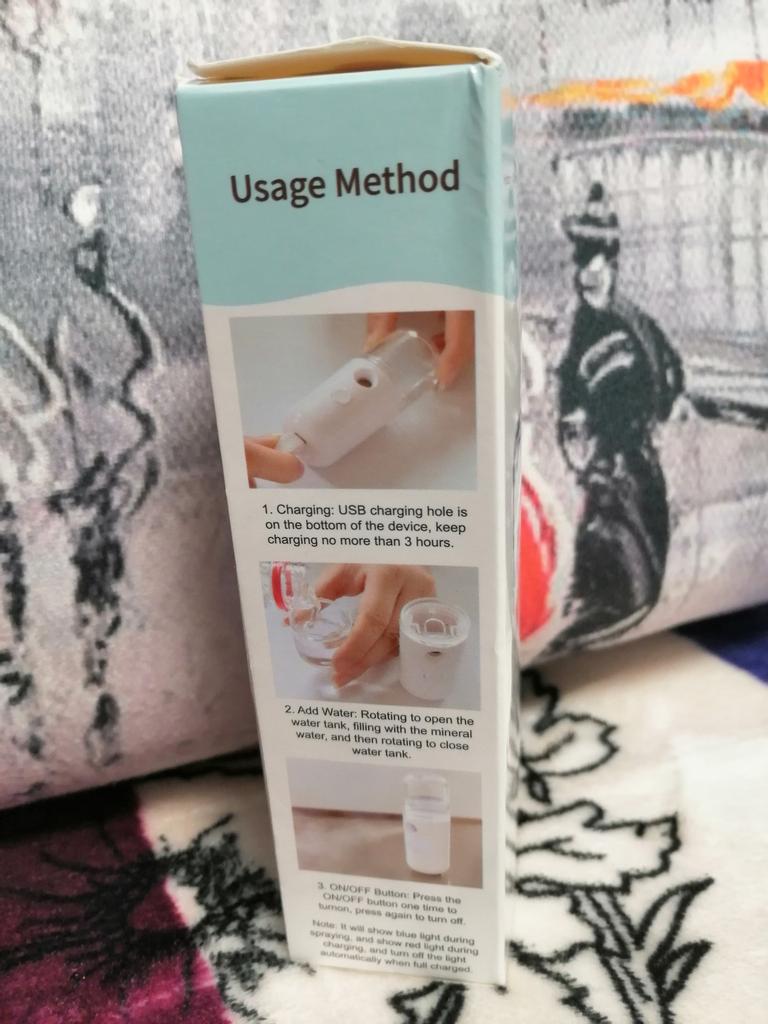 Usage Method
1. Charging: USB charging hole is
on the bottom of the device, keep
charging no more than 3 hours.
2. Add Water: Rotating to open the
water tank, filling with the mineral
water, and then rotating to close
water tank.
3. ON/OFF Button: Press the
ON/OFF button one time to
turnon, press again to turn off.
Note: It will show blue light during
spraying, and show red light during
charging, and turn off the light
automatically when full charged.